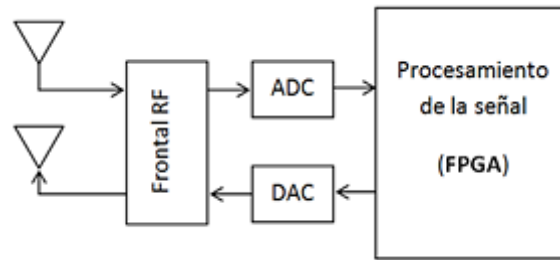 Frontal RF
ADC
DAC
Procesamiento
de la señal
(FPGA)